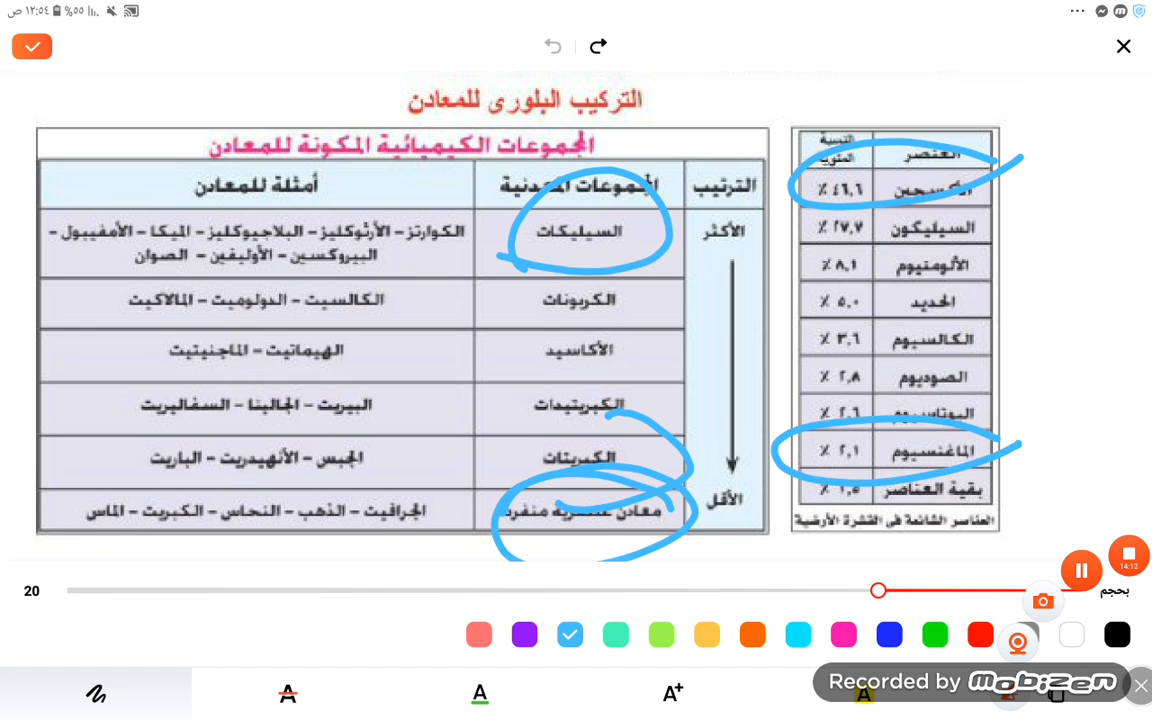 ١٢:٥٤ ص
٥٥%
التركيب البلورى للمعادن
العنصر
النسبة المئوية
الأكسجين ٤٦,٦ ٪
السيليكون ٢٧,٧ ٪
الألومنيوم ٨,١ ٪
الحديد ٥,٠ ٪
الكالسيوم ٣,٦ ٪
الصوديوم ٢,٨ ٪
البوتاسيوم ٢,٦ ٪
الماغنسيوم ٢,١ ٪
بقية العناصر ١,٥ ٪
العناصر الشائعة فى القشرة الأرضية
المجموعات الكيميائية المكونة للمعادن
الترتيب المجموعات المعدنية أمثلة للمعادن
الأكثر السيليكات الكوارتز – الأرثوكليز – البلاجيوكليز – الميكا – الأمفيبول –
البيروكسين – الأوليفين – الصوان
الكربونات الكالسيت – الدولوميت – المالاكيت
الأكاسيد الهيماتيت – الماجنيتيت
الكبريتيدات البيريت – الجالينا – السفاليريت
الكبريتات الجبس – الأنهيدريت – الباريت
الأقل معادن عنصرية منفردة الجرافيت – الذهب – النحاس – الكبريت – الماس
14:12
بحجم
20
A
A
A+
A
Recorded by mobizen